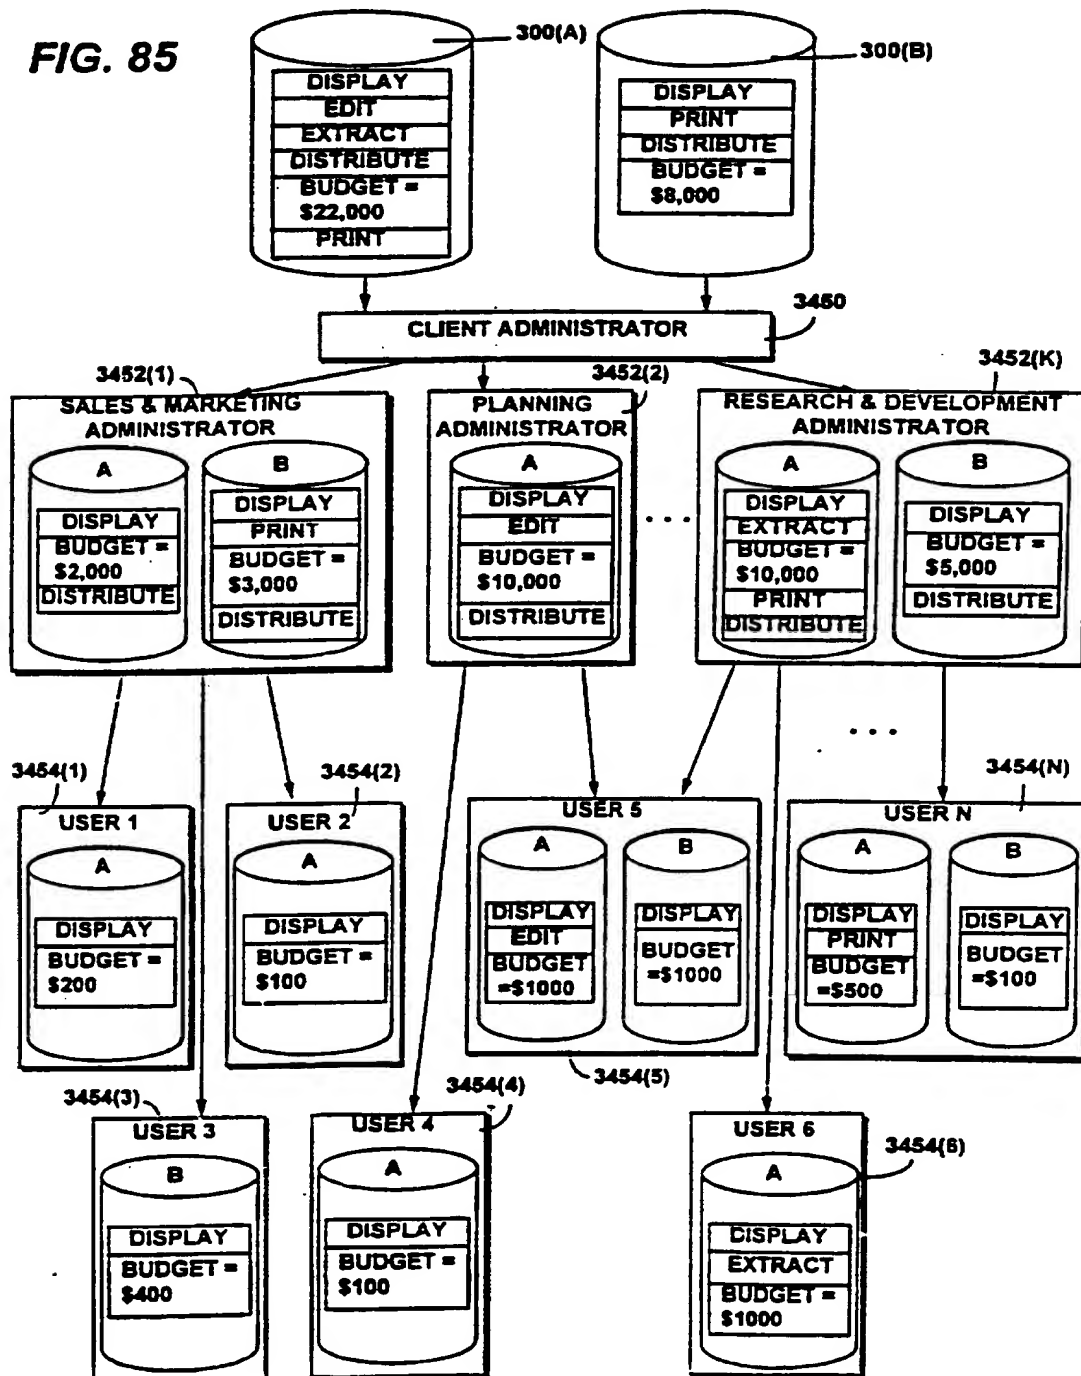 FIG. 85
300(A)
DISPLAY
EDIT
EXTRACT
DISTRIBUTE
BUDGET =
$22,000
PRINT
300(B)
DISPLAY
PRINT
DISTRIBUTE
BUDGET =
$8,000
CLIENT ADMINISTRATOR
3450
3452(1)
SALES & MARKETING
ADMINISTRATOR
A
DISPLAY
BUDGET =
$2,000
DISTRIBUTE
B
DISPLAY
PRINT
BUDGET =
$3,000
DISTRIBUTE
3452(2)
PLANNING
ADMINISTRATOR
A
DISPLAY
EDIT
BUDGET =
$10,000
DISTRIBUTE
. . .
3452(K)
RESEARCH & DEVELOPMENT
ADMINISTRATOR
A
DISPLAY
EXTRACT
BUDGET =
$10,000
PRINT
DISTRIBUTE
B
DISPLAY
BUDGET =
$5,000
DISTRIBUTE
. . .
3454(1)
USER 1
A
DISPLAY
BUDGET =
$200
3454(2)
USER 2
A
DISPLAY
BUDGET =
$100
USER 5
A
DISPLAY
EDIT
BUDGET
=$1000
B
DISPLAY
BUDGET
=$1000
3454(5)
3454(N)
USER N
A
DISPLAY
PRINT
BUDGET
=$500
B
DISPLAY
BUDGET
=$100
3454(3)
USER 3
B
DISPLAY
BUDGET =
$400
3454(4)
USER 4
A
DISPLAY
BUDGET =
$100
USER 6
3454(6)
A
DISPLAY
EXTRACT
BUDGET =
$1000